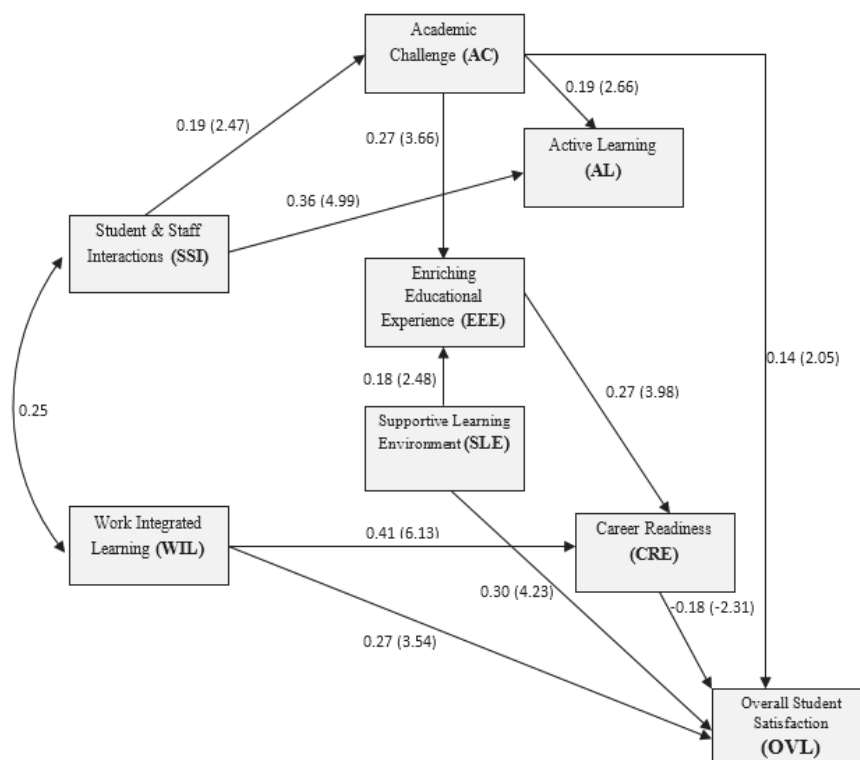 Academic
Challenge (AC)
0.19 (2.66)
0.19 (2.47)
0.27 (3.66)
Active Learning
(AL)
0.36 (4.99)
Student & Staff
Interactions (SSI)
Enriching
Educational
Experience (EEE)
0.14 (2.05)
0.18 (2.48)
0.27 (3.98)
0.25
Supportive Learning
Environment (SLE)
Work Integrated
Learning (WIL)
0.41 (6.13)
Career Readiness
(CRE)
0.30 (4.23)
-0.18 (-2.31)
0.27 (3.54)
Overall Student
Satisfaction
(OVL)